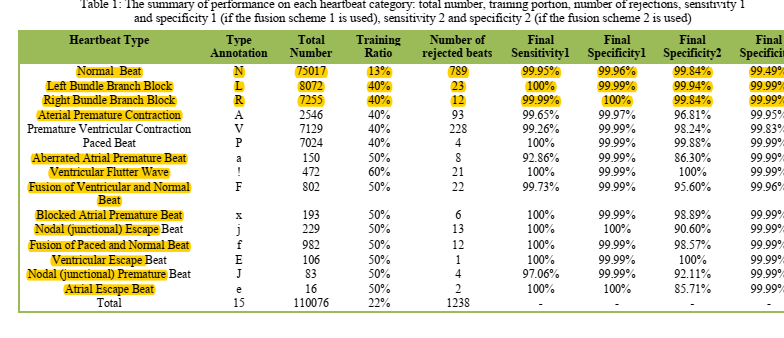 Table 1: The summary of performance on each heartbeat category: total number, training portion, number of rejections, sensitivity 1
and specificity 1 (if the fusion scheme 1 is used), sensitivity 2 and specificity 2 (if the fusion scheme 2 is used)
Heartbeat Type Type Total Training Number of Final Final Final Final
Annotation Number Ratio rejected beats Sensitivity1 Specificity1 Specificity2 Specifici
Normal Beat N 75017 13% 789 99.95% 99.96% 99.84% 99.49%
Left Bundle Branch Block L 8072 40% 23 100% 99.99% 99.94% 99.99%
Right Bundle Branch Block R 7255 40% 12 99.99% 100% 99.84% 99.99%
Aterial Premature Contraction A 2546 40% 93 99.65% 99.97% 96.81% 99.95%
Premature Ventricular Contraction V 7129 40% 228 99.26% 99.99% 98.24% 99.83%
Paced Beat P 7024 40% 4 100% 99.99% 99.88% 99.99%
Aberrated Atrial Premature Beat a 150 50% 8 92.86% 99.99% 86.30% 99.99%
Ventricular Flutter Wave ! 472 60% 21 100% 99.99% 100% 99.99%
Fusion of Ventricular and Normal F 802 50% 22 99.73% 99.99% 95.60% 99.96%
Beat
Blocked Atrial Premature Beat x 193 50% 6 100% 99.99% 98.89% 99.99%
Nodal (junctional) Escape Beat j 229 50% 13 100% 100% 90.60% 99.99%
Fusion of Paced and Normal Beat f 982 50% 12 100% 99.99% 98.57% 99.99%
Ventricular Escape Beat E 106 50% 1 100% 99.99% 100% 99.99%
Nodal (junctional) Premature Beat J 83 50% 4 97.06% 99.99% 92.11% 99.99%
Atrial Escape Beat e 16 50% 2 100% 100% 85.71% 99.99%
Total 15 110076 22% 1238 - - - -